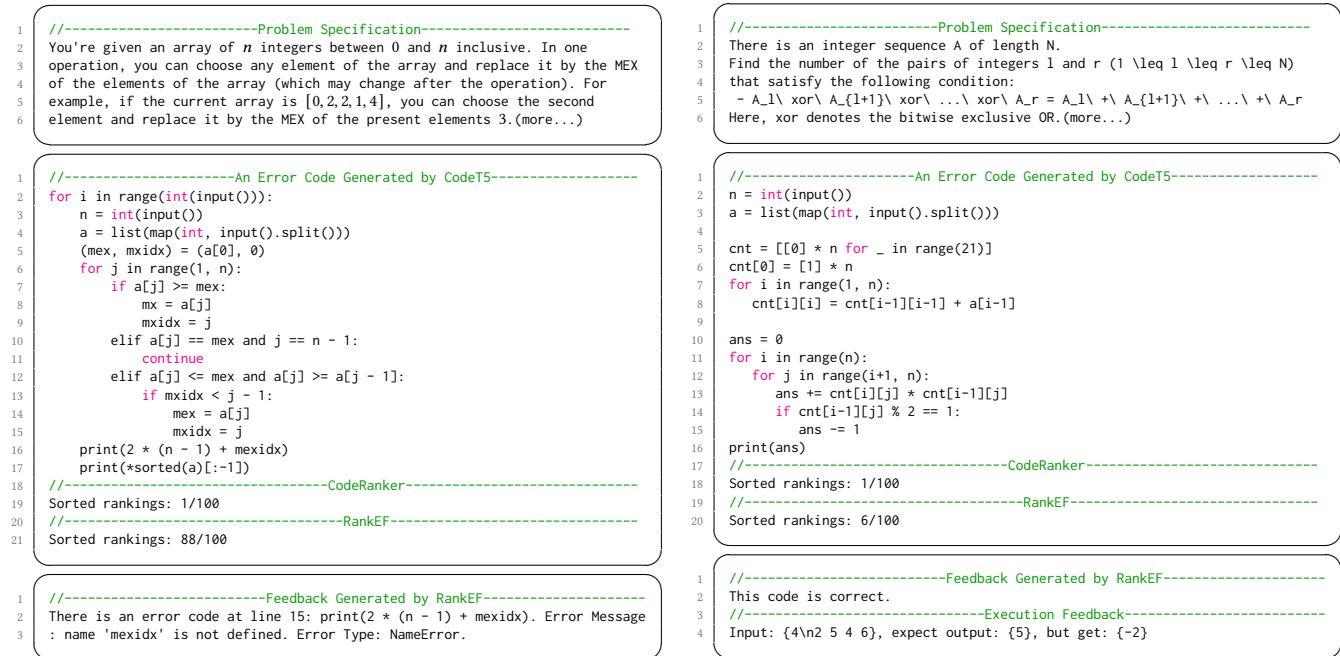 1 //-------------------------Problem Specification-------------------------
2 You're given an array of n integers between 0 and n inclusive. In one
3 operation, you can choose any element of the array and replace it by the MEX
4 of the elements of the array (which may change after the operation). For
5 example, if the current array is [0,2,2,1,4], you can choose the second
6 element and replace it by the MEX of the present elements 3.(more...)
1 //----------------------An Error Code Generated by CodeT5------------------
2 for i in range(int(input())):
3     n = int(input())
4     a = list(map(int, input().split()))
5     (mex, mxidx) = (a[0], 0)
6     for j in range(1, n):
7         if a[j] >= mex:
8             mx = a[j]
9             mxidx = j
10         elif a[j] == mex and j == n - 1:
11             continue
12         elif a[j] <= mex and a[j] >= a[j - 1]:
13             if mxidx < j - 1:
14                 mex = a[j]
15                 mxidx = j
16     print(2 * (n - 1) + mexidx)
17     print(*sorted(a)[:-1])
18 //---------------------------------CodeRanker-------------------------------
19 Sorted rankings: 1/100
20 //-----------------------------------RankEF------------------------------
21 Sorted rankings: 88/100
1 //--------------------------Feedback Generated by RankEF--------------------
2 There is an error code at line 15: print(2 * (n - 1) + mexidx). Error Message
3 : name 'mexidx' is not defined. Error Type: NameError.
1 //------------------------Problem Specification-------------------------
2 There is an integer sequence A of length N.
3 Find the number of the pairs of integers l and r (1 \leq l \leq r \leq N)
4 that satisfy the following condition:
5  - A_l\ xor\ A_{l+1}\ xor\ ...\ xor\ A_r = A_l\ +\ A_{l+1}\ +\ ...\ +\ A_r
6 Here, xor denotes the bitwise exclusive OR.(more...)
1 //---------------------An Error Code Generated by CodeT5------------------
2 n = int(input())
3 a = list(map(int, input().split()))
4
5 cnt = [[0] * n for _ in range(21)]
6 cnt[0] = [1] * n
7 for i in range(1, n):
8    cnt[i][i] = cnt[i-1][i-1] + a[i-1]
9
10 ans = 0
11 for i in range(n):
12    for j in range(i+1, n):
13       ans += cnt[i][j] * cnt[i-1][j]
14       if cnt[i-1][j] % 2 == 1:
15          ans -= 1
16 print(ans)
17 //---------------------------------CodeRanker-----------------------------
18 Sorted rankings: 1/100
19 //-----------------------------------RankEF-----------------------------
20 Sorted rankings: 6/100
1 //-------------------------Feedback Generated by RankEF--------------------
2 This code is correct.
3 //------------------------------Execution Feedback----------------------
4 Input: {4\n2 5 4 6}, expect output: {5}, but get: {-2}